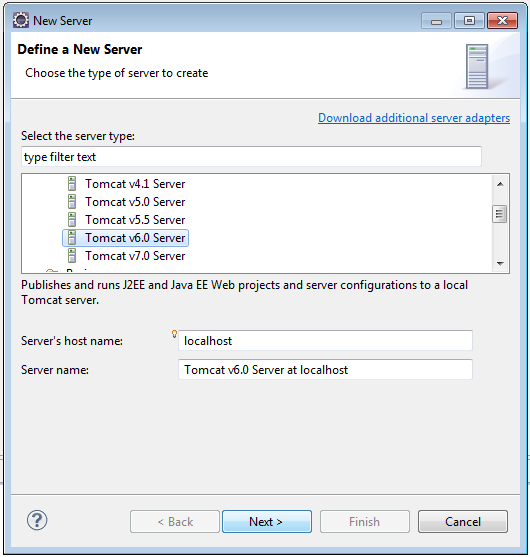 New Server
Define a New Server
Choose the type of server to create
Download additional server adapters
Select the server type:
type filter text
Tomcat v4.1 Server
Tomcat v5.0 Server
Tomcat v5.5 Server
Tomcat v6.0 Server
Tomcat v7.0 Server
Publishes and runs J2EE and Java EE Web projects and server configurations to a local
Tomcat server.
Server's host name: localhost
Server name: Tomcat v6.0 Server at localhost
? < Back Next > Finish Cancel